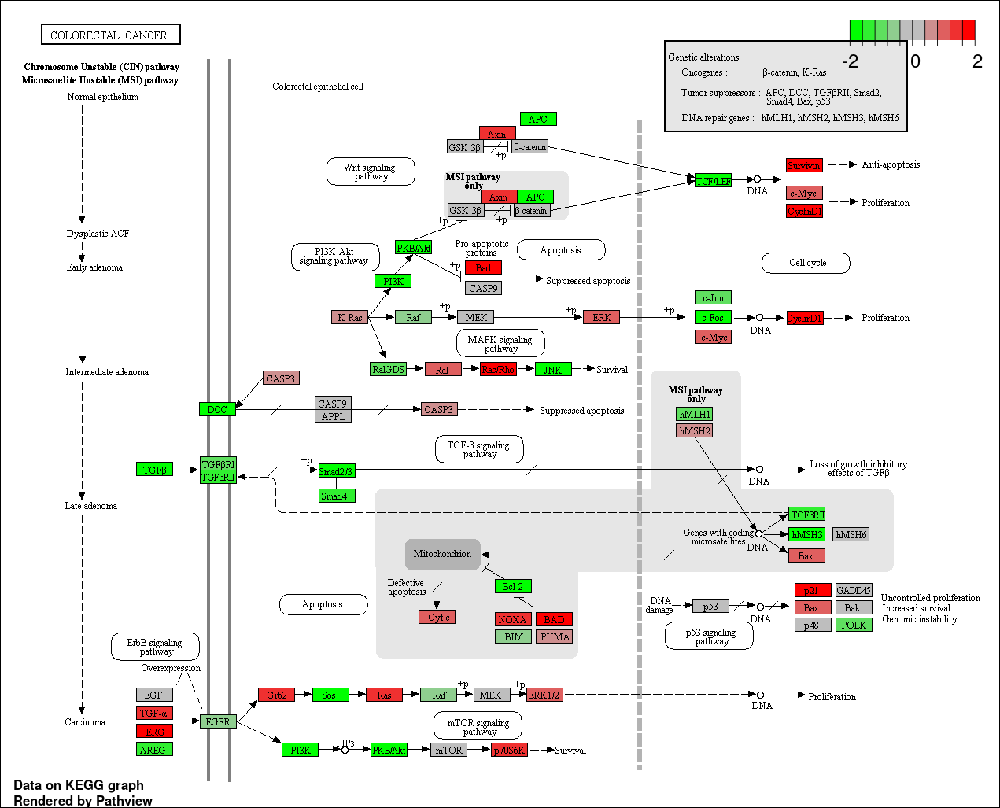 COLORECTAL CANCER
-2 0 2
Chromosome Unstable (CIN) pathway
Microsatelite Unstable (MSI) pathway
Normal epithelium
Dysplastic ACF
Early adenoma
Intermediate adenoma
Late adenoma
Carcinoma
Colorectal epithelial cell
Genetic alterations
Oncogenes : β-catenin, K-Ras
Tumor suppressors : APC, DCC, TGFβRII, Smad2,
Smad4, Bax, p53
DNA repair genes : hMLH1, hMSH2, hMSH3, hMSH6
APC
Axin
GSK-3β
β-catenin
+p
Wnt signaling
pathway
MSI pathway
only
Axin
APC
GSK-3β
β-catenin
+p
+p
TCF/LEF
DNA
Survivin
Anti-apoptosis
c-Myc
CyclinD1
Proliferation
PI3K-Akt
signaling pathway
PKB/Akt
PI3K
Pro-apoptotic
proteins
+p
Bad
CASP9
Apoptosis
Suppressed apoptosis
Cell cycle
K-Ras
Raf
+p
MEK
+p
ERK
+p
c-Jun
c-Fos
c-Myc
DNA
CyclinD1
Proliferation
MAPK signaling
pathway
RalGDS
Ral
Rac/Rho
JNK
Survival
CASP3
DCC
CASP9
APPL
CASP3
Suppressed apoptosis
MSI pathway
only
hMLH1
hMSH2
TGF-β signaling
pathway
TGFβ
TGFβRI
TGFβRII
+p
Smad2/3
Smad4
DNA
Loss of growth inhibitory
effects of TGFβ
Genes with coding
microsatellites
DNA
TGFβRII
hMSH3
hMSH6
Bax
Mitochondrion
Defective
apoptosis
Cyt c
Bcl-2
NOXA
BAD
BIM
PUMA
Apoptosis
DNA
damage
p53
DNA
p53 signaling
pathway
p21
GADD45
Bax
Bak
p48
POLK
Uncontrolled proliferation
Increased survival
Genomic instability
ErbB signaling
pathway
Overexpression
EGF
TGF-α
ERG
AREG
EGFR
Grb2
Sos
Ras
Raf
+p
MEK
+p
ERK1/2
DNA
Proliferation
mTOR signaling
pathway
PI3K
PIP3
PKB/Akt
mTOR
p70S6K
Survival
Data on KEGG graph
Rendered by Pathview